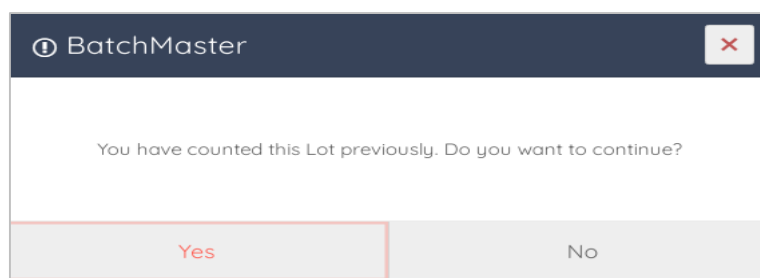 BatchMaster
You have counted this Lot previously. Do you want to continue?
Yes No